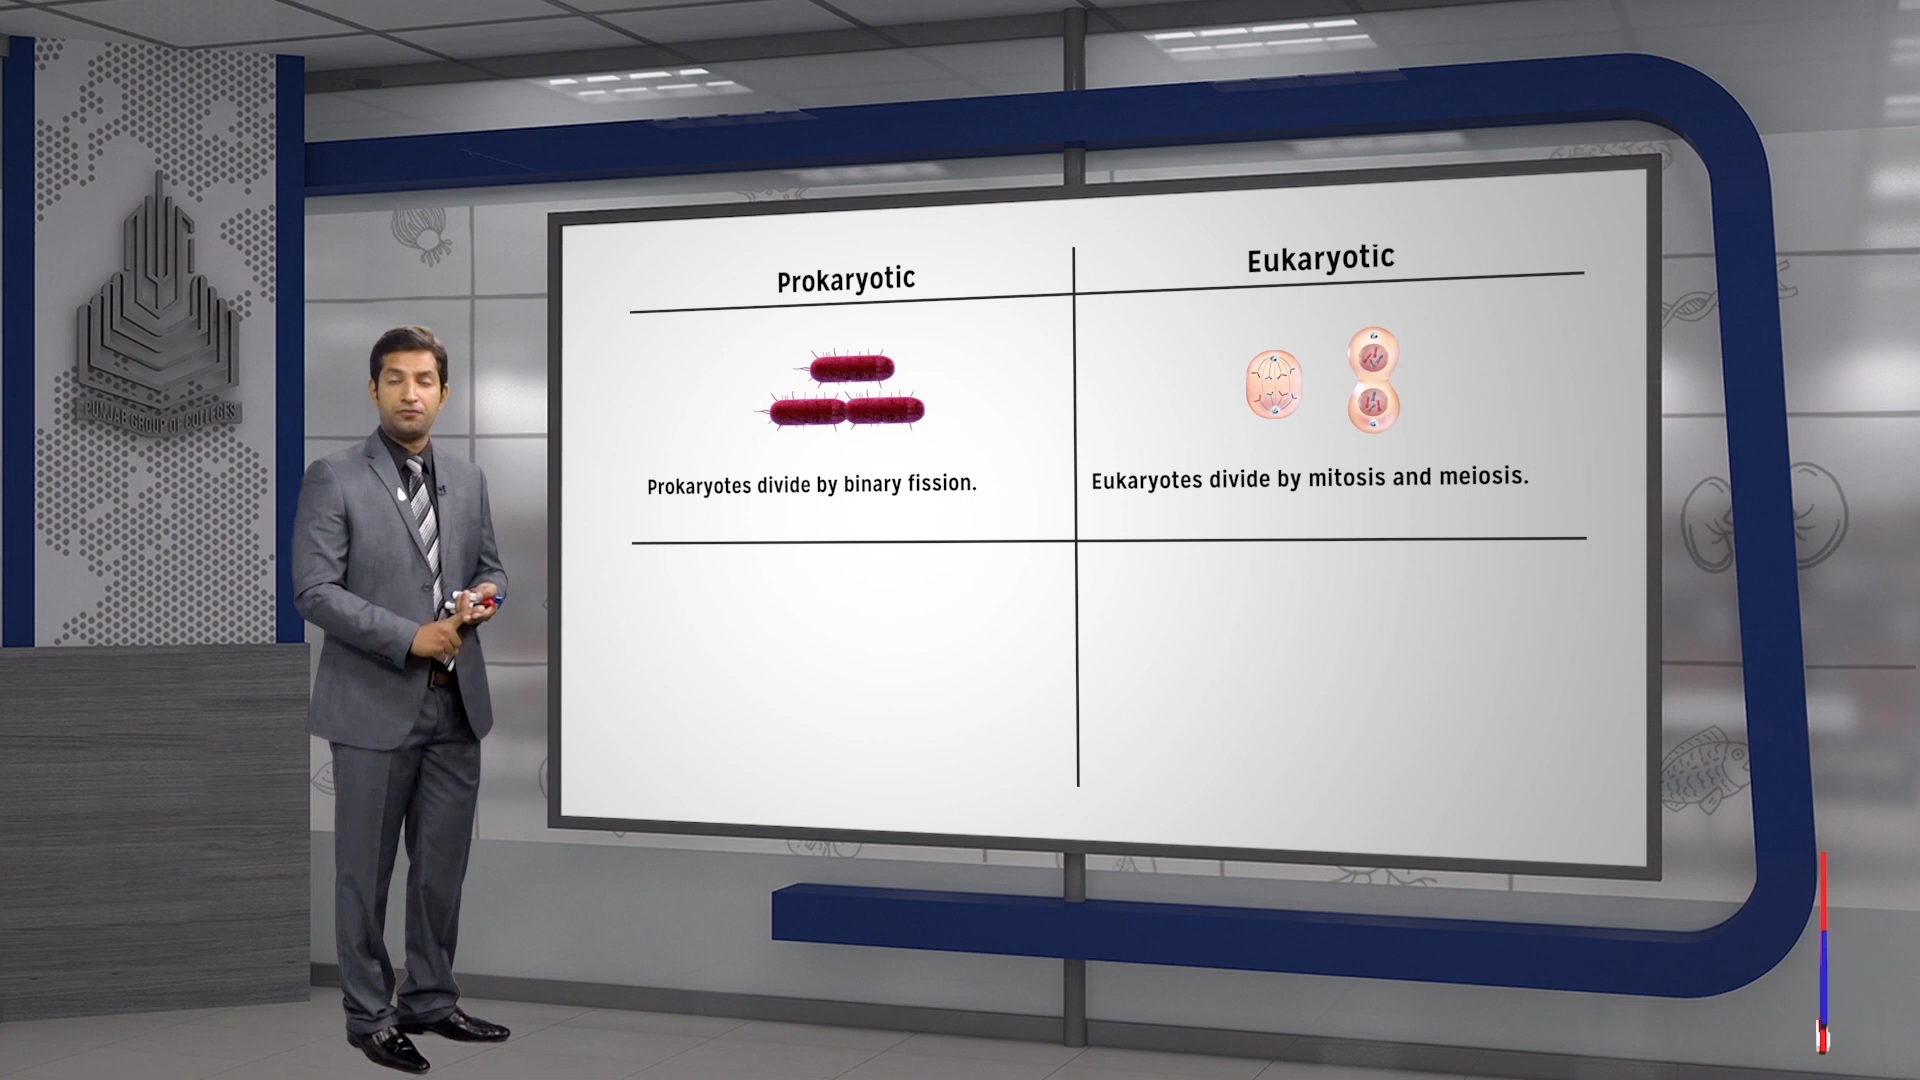 PUNJAB GROUP OF COLLEGES
Prokaryotic
Eukaryotic
Prokaryotes divide by binary fission.
Eukaryotes divide by mitosis and meiosis.